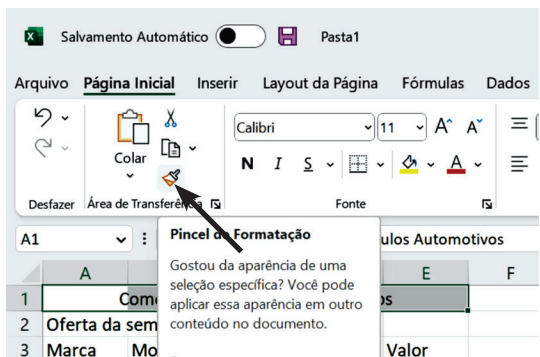 Salvamento Automático
Pasta1
Arquivo Página Inicial Inserir Layout da Página Fórmulas Dados
Colar
Calibri 11 A A
N I S A
Desfazer Área de Transferência Fonte
A1 : ulos Automotivos
Pincel de Formatação
Gostou da aparência de uma
seleção específica? Você pode
aplicar essa aparência em outro
conteúdo no documento.
A E F
1 Com os
2 Oferta da sem
3 Marca Mo Valor